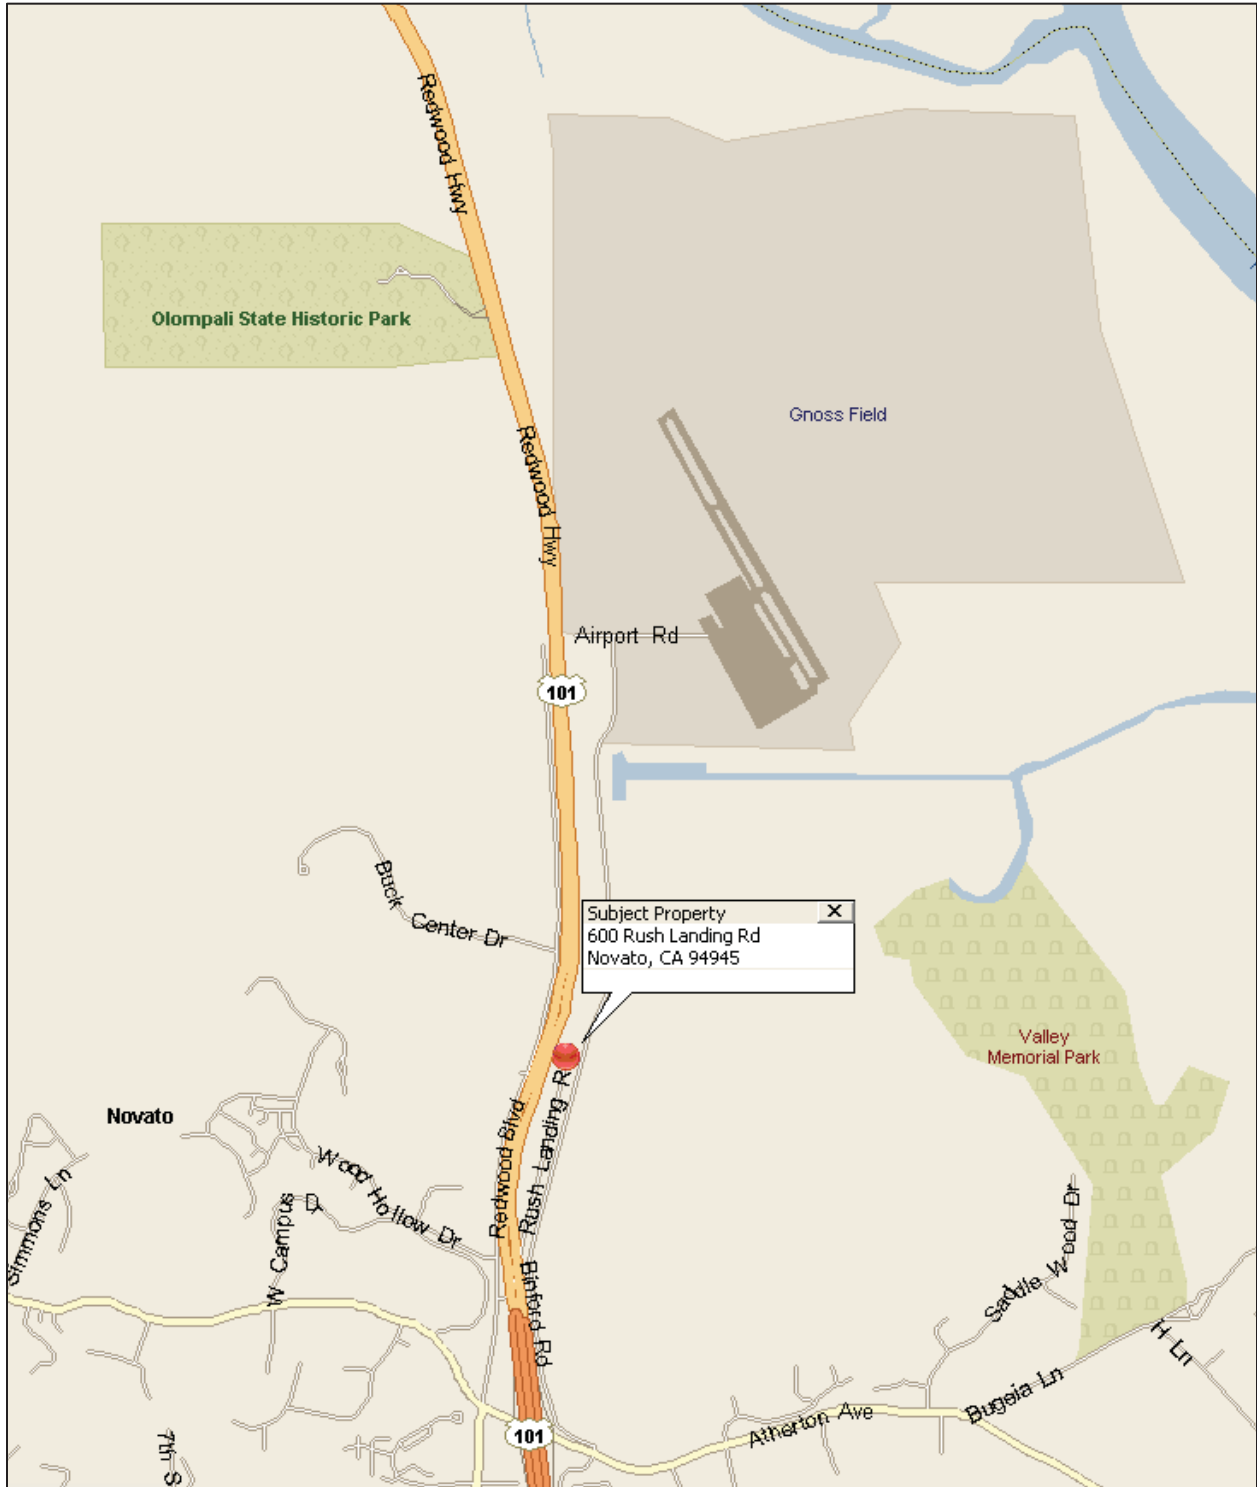 Redwood Hwy
Olompali State Historic Park
Gnoss Field
Redwood Hwy
Airport Rd
101
Buck Center Dr
Subject Property
600 Rush Landing Rd
Novato, CA 94945
Valley
Memorial Park
Novato
Redwood Blvd
Rush Landing R
Wood Hollow Dr
Simmons Ln
W Campus Dr
Saddle Wood Dr
Binford Rd
H Ln
Bugeia Ln
Atherton Ave
101
7th S